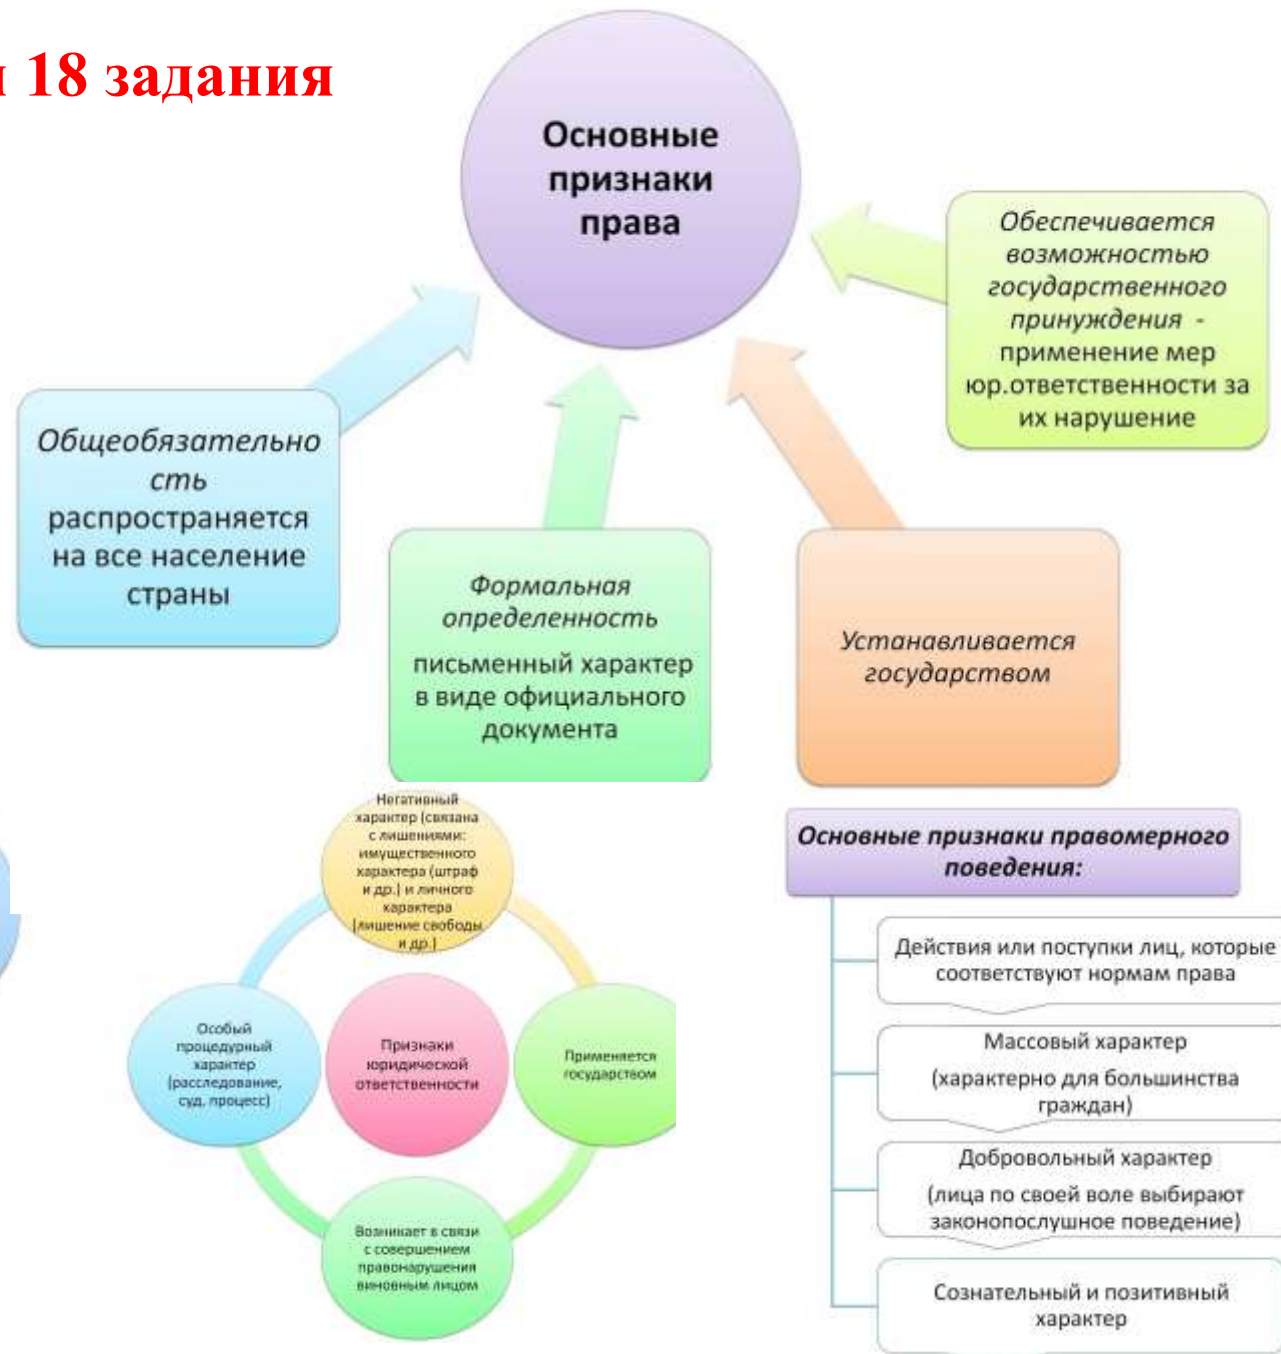 18 задания
Основные
признаки
права
Обеспечивается
возможностью
государственного
принуждения -
применение мер
юр.ответственности за
их нарушение
Общеобязательно
сть
распространяется
на все население
страны
Формальная
определенность
письменный характер
в виде официального
документа
Устанавливается
государством
Негативный
характер (связана
с лишениями:
имущественного
характера (штраф
и др.) и личного
характера
(лишение свободы
и др.)
Особый
процедурный
характер
(расследование,
суд. процесс)
Признаки
юридической
ответственности
Применяется
государством
Возникает в связи
с совершением
правонарушения
виновным лицом
Основные признаки правомерного
поведения:
Действия или поступки лиц, которые
соответствуют нормам права
Массовый характер
(характерно для большинства
граждан)
Добровольный характер
(лица по своей воле выбирают
законопослушное поведение)
Сознательный и позитивный
характер